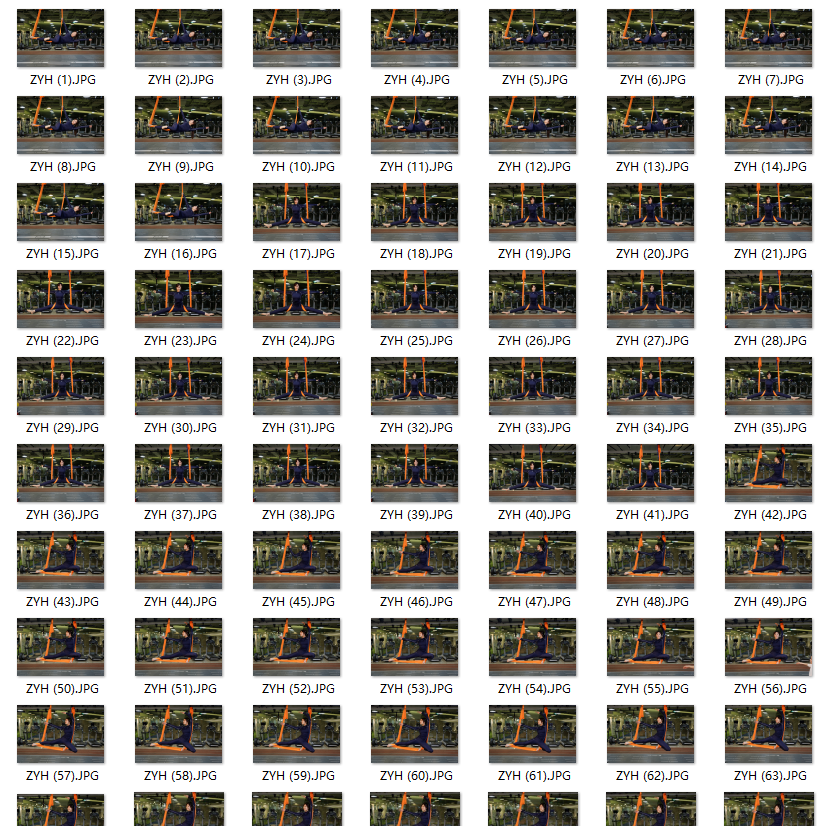 ZYH (1).JPG ZYH (2).JPG ZYH (3).JPG ZYH (4).JPG ZYH (5).JPG ZYH (6).JPG ZYH (7).JPG
ZYH (8).JPG ZYH (9).JPG ZYH (10).JPG ZYH (11).JPG ZYH (12).JPG ZYH (13).JPG ZYH (14).JPG
ZYH (15).JPG ZYH (16).JPG ZYH (17).JPG ZYH (18).JPG ZYH (19).JPG ZYH (20).JPG ZYH (21).JPG
ZYH (22).JPG ZYH (23).JPG ZYH (24).JPG ZYH (25).JPG ZYH (26).JPG ZYH (27).JPG ZYH (28).JPG
ZYH (29).JPG ZYH (30).JPG ZYH (31).JPG ZYH (32).JPG ZYH (33).JPG ZYH (34).JPG ZYH (35).JPG
ZYH (36).JPG ZYH (37).JPG ZYH (38).JPG ZYH (39).JPG ZYH (40).JPG ZYH (41).JPG ZYH (42).JPG
ZYH (43).JPG ZYH (44).JPG ZYH (45).JPG ZYH (46).JPG ZYH (47).JPG ZYH (48).JPG ZYH (49).JPG
ZYH (50).JPG ZYH (51).JPG ZYH (52).JPG ZYH (53).JPG ZYH (54).JPG ZYH (55).JPG ZYH (56).JPG
ZYH (57).JPG ZYH (58).JPG ZYH (59).JPG ZYH (60).JPG ZYH (61).JPG ZYH (62).JPG ZYH (63).JPG